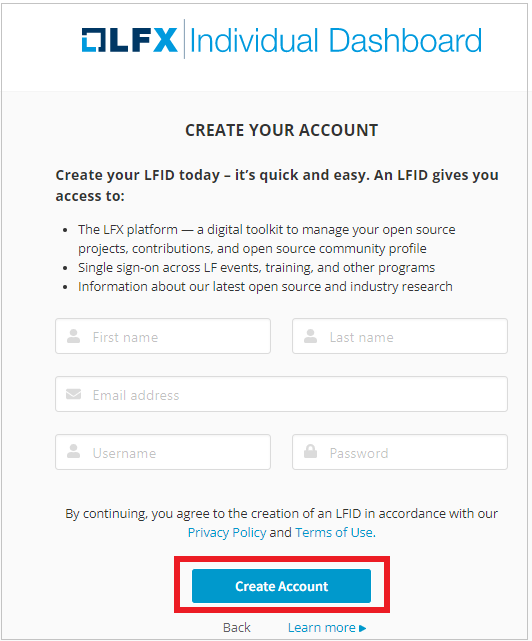 LFX | Individual Dashboard
CREATE YOUR ACCOUNT
Create your LFID today – it's quick and easy. An LFID gives you
access to:
• The LFX platform — a digital toolkit to manage your open source
projects, contributions, and open source community profile
• Single sign-on across LF events, training, and other programs
• Information about our latest open source and industry research
First name Last name
Email address
Username Password
By continuing, you agree to the creation of an LFID in accordance with our
Privacy Policy and Terms of Use.
Create Account
Back Learn more ▸